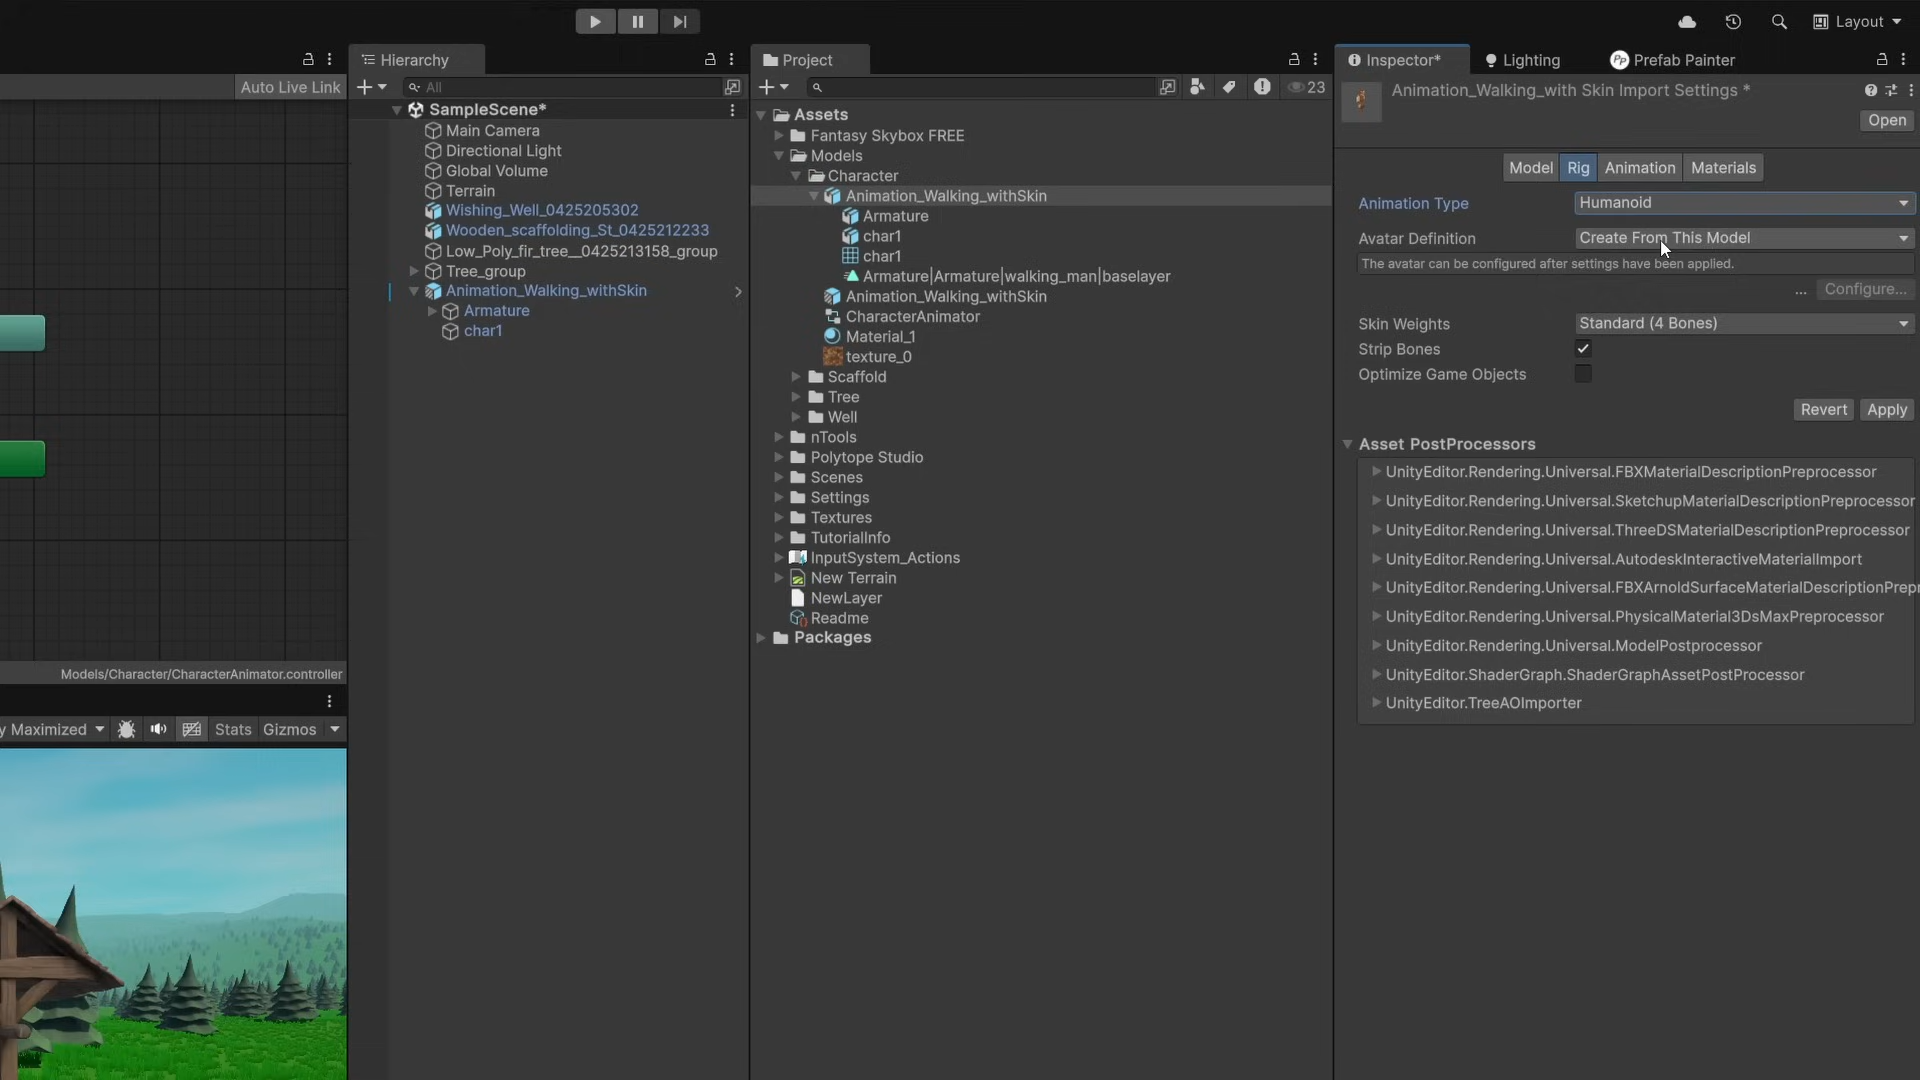 Layout
Auto Live Link
Models/Character/CharacterAnimator.controller
y Maximized Stats Gizmos
Hierarchy
All
SampleScene*
Main Camera
Directional Light
Global Volume
Terrain
Wishing_Well_0425205302
Wooden_scaffolding_St_0425212233
Low_Poly_fir_tree__0425213158_group
Tree_group
Animation_Walking_withSkin
Armature
char1
Project
23
Assets
Fantasy Skybox FREE
Models
Character
Animation_Walking_withSkin
Armature
char1
char1
Armature|Armature|walking_man|baselayer
Animation_Walking_withSkin
CharacterAnimator
Material_1
texture_0
Scaffold
Tree
Well
nTools
Polytope Studio
Scenes
Settings
Textures
TutorialInfo
InputSystem_Actions
New Terrain
NewLayer
Readme
Packages
Inspector* Lighting Pp Prefab Painter
Animation_Walking_with Skin Import Settings *
Open
Model Rig Animation Materials
Animation Type Humanoid
Avatar Definition Create From This Model
The avatar can be configured after settings have been applied.
... Configure...
Skin Weights Standard (4 Bones)
Strip Bones
Optimize Game Objects
Revert Apply
Asset PostProcessors
UnityEditor.Rendering.Universal.FBXMaterialDescriptionPreprocessor
UnityEditor.Rendering.Universal.SketchupMaterialDescriptionPreprocessor
UnityEditor.Rendering.Universal.ThreeDSMaterialDescriptionPreprocessor
UnityEditor.Rendering.Universal.AutodeskInteractiveMaterialImport
UnityEditor.Rendering.Universal.FBXArnoldSurfaceMaterialDescriptionPrepr
UnityEditor.Rendering.Universal.PhysicalMaterial3DsMaxPreprocessor
UnityEditor.Rendering.Universal.ModelPostprocessor
UnityEditor.ShaderGraph.ShaderGraphAssetPostProcessor
UnityEditor.TreeAOImporter